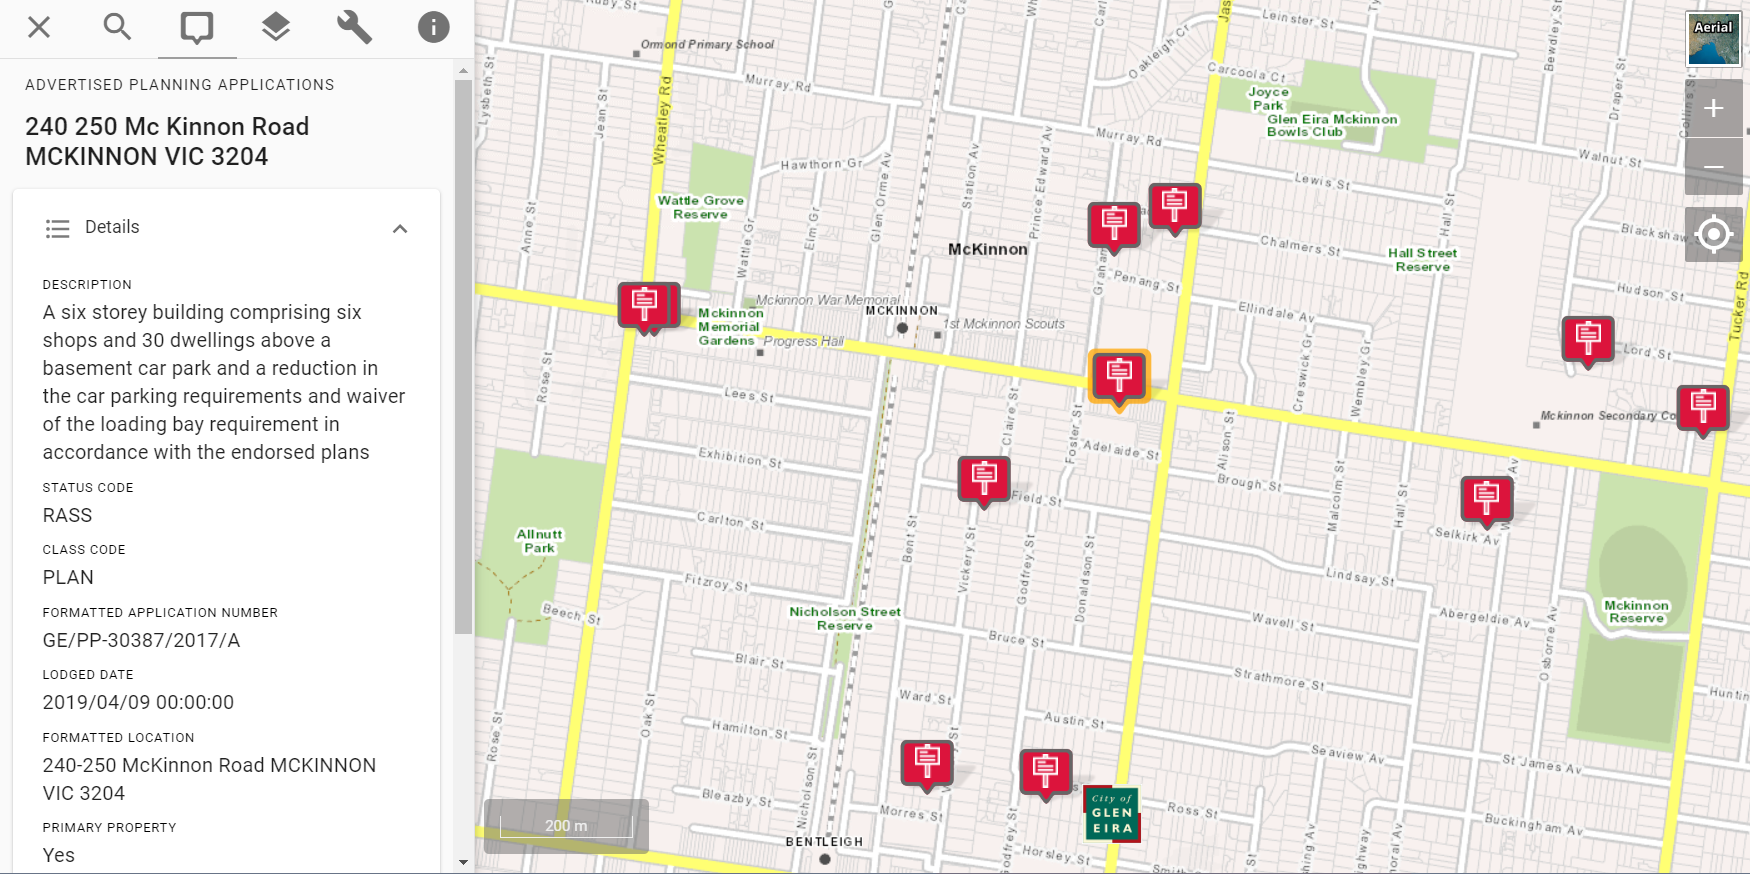 ADVERTISED PLANNING APPLICATIONS
240 250 Mc Kinnon Road
MCKINNON VIC 3204
Details
DESCRIPTION
A six storey building comprising six
shops and 30 dwellings above a
basement car park and a reduction in
the car parking requirements and waiver
of the loading bay requirement in
accordance with the endorsed plans
STATUS CODE
RASS
CLASS CODE
PLAN
FORMATTED APPLICATION NUMBER
GE/PP-30387/2017/A
LODGED DATE
2019/04/09 00:00:00
FORMATTED LOCATION
240-250 McKinnon Road MCKINNON
VIC 3204
PRIMARY PROPERTY
Yes
Aerial
Ruby St
Leinster St
Ormond Primary School
Oakleigh Cr
Bewdley St
Lysbeth St
Murray Rd
Carcoola Ct
Joyce
Park
Glen Eira Mckinnon
Bowls Club
Draper St
Collins St
Jeane St
Wheatley Rd
Murray Rd
Walnut St
Hawthorn Gr
Station Av
Prince Edward Av
Lewis St
Wattle Grove
Reserve
Glen Orme Av
Elm Gr
Wattle Gr
Anne St
Hall St
McKinnon
Chalmers St
Hall Street
Reserve
Blackshaw
Graham
Penang St
Hudson St
Tucker Rd
Mckinnon War Memorial
MCKINNON
Mckinnon
Memorial
Gardens
Progress Hall
1st Mckinnon Scouts
Ellindale Av
Lord St
Rose St
Lees St
Creswick Gr
Wembley Gr
Claire St
Foster St
Mckinnon Secondary Co
Adelaide St
Alison St
Exhibition St
Brough St
Field St
Carlton St
Malcolm St
Hall St
Selkirk Av
Allnutt
Park
Bent St
Vickery St
Godfrey St
Donaldson St
Lindsay St
Fitzroy St
Beech St
Nicholson Street
Reserve
Bruce St
Wavell St
Abergeldie Av
Osborne Av
Mckinnon
Reserve
Blair St
Strathmore St
Ward St
Oak St
Rose St
Hamilton St
Austin St
Seaview Av
St James Av
Huntin
Nicholson St
Bleazby St
Morres St
City of
GLEN
EIRA
Ross St
Buckingham Av
200 m
BENTLEIGH
Godfrey St
Horsley St